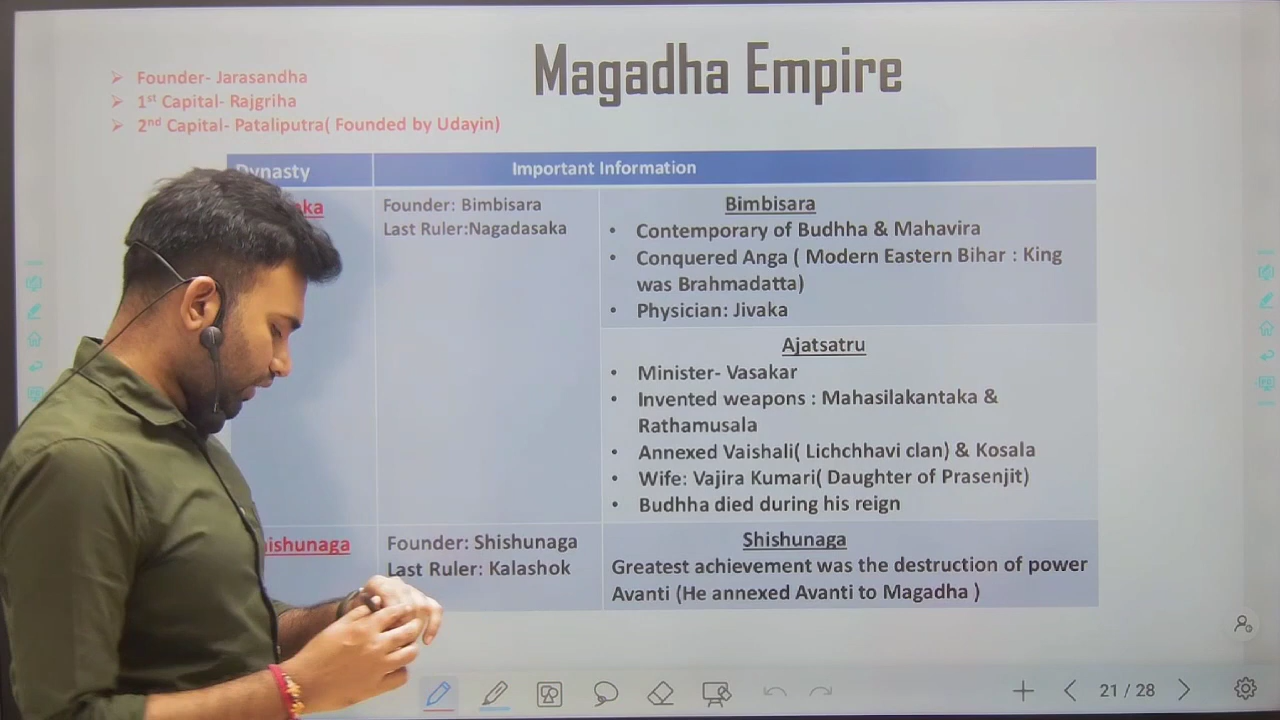 Magadha Empire
➤ Founder- Jarasandha
➤ 1st Capital- Rajgriha
➤ 2nd Capital- Pataliputra( Founded by Udayin)
Dynasty
Important Information
Founder: Bimbisara
Last Ruler:Nagadasaka
Bimbisara
• Contemporary of Budhha & Mahavira
• Conquered Anga ( Modern Eastern Bihar : King
was Brahmadatta)
• Physician: Jivaka
Ajatsatru
• Minister- Vasakar
• Invented weapons : Mahasilakantaka &
Rathamusala
• Annexed Vaishali( Lichchhavi clan) & Kosala
• Wife: Vajira Kumari( Daughter of Prasenjit)
• Budhha died during his reign
ishunaga
Founder: Shishunaga
Last Ruler: Kalashok
Shishunaga
Greatest achievement was the destruction of power
Avanti (He annexed Avanti to Magadha )
21 / 28